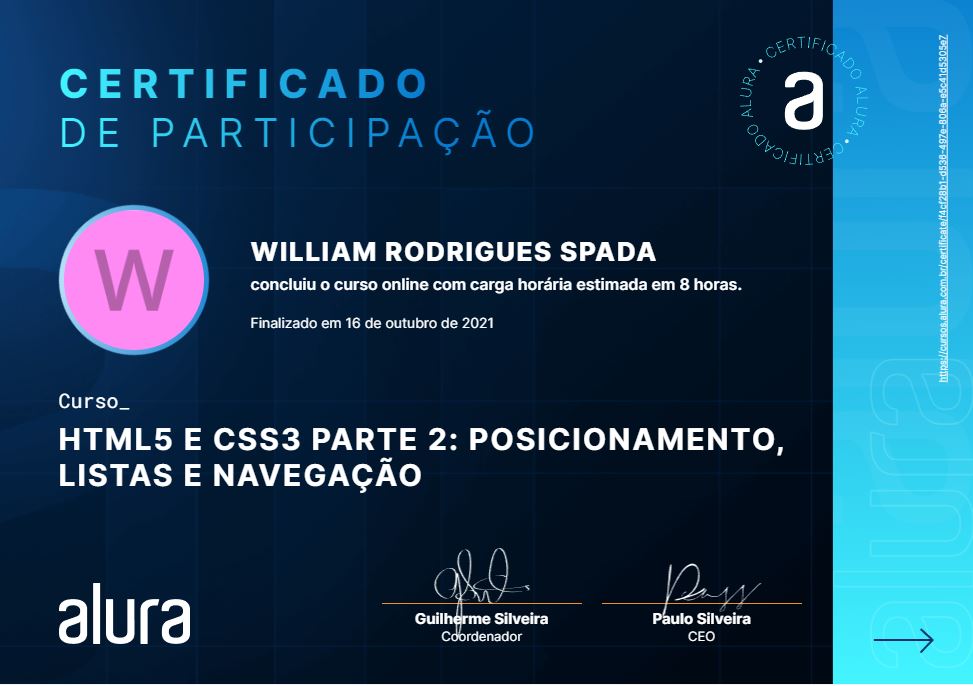 CERTIFICADO
DE PARTICIPAÇÃO
CERTIFICADO ALURA • CERTIFICADO ALURA •
a
W
WILLIAM RODRIGUES SPADA
concluiu o curso online com carga horária estimada em 8 horas.
Finalizado em 16 de outubro de 2021
Curso_
HTML5 E CSS3 PARTE 2: POSICIONAMENTO,
LISTAS E NAVEGAÇÃO
alura
Guilherme Silveira
Coordenador
Paulo Silveira
CEO
https://cursos.alura.com.br/certificate/f4cf28b1-d536-497e-806a-e5c41d5305e7
alura